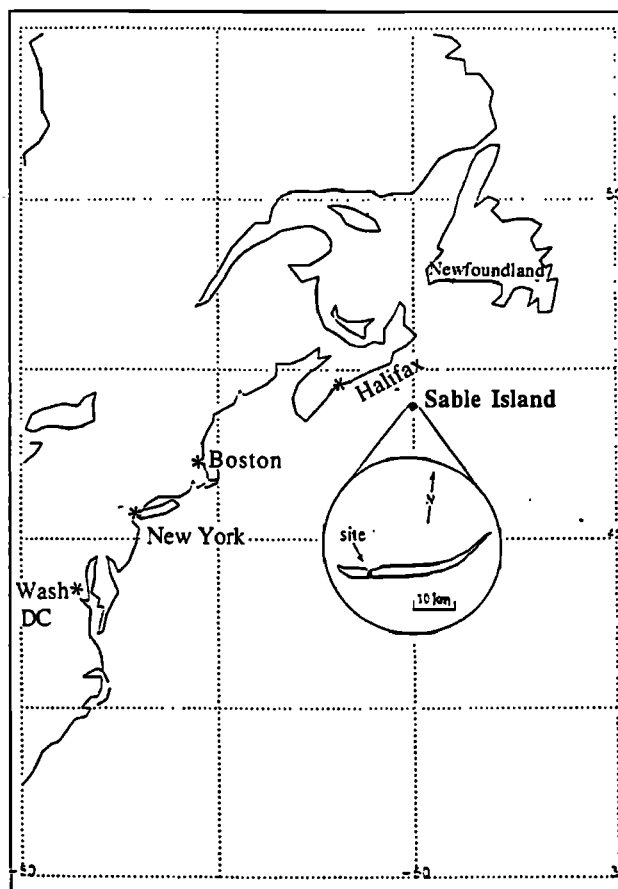 Newfoundland
Halifax
Sable Island
* Boston
N
* New York
site
Wash*
DC
10 km